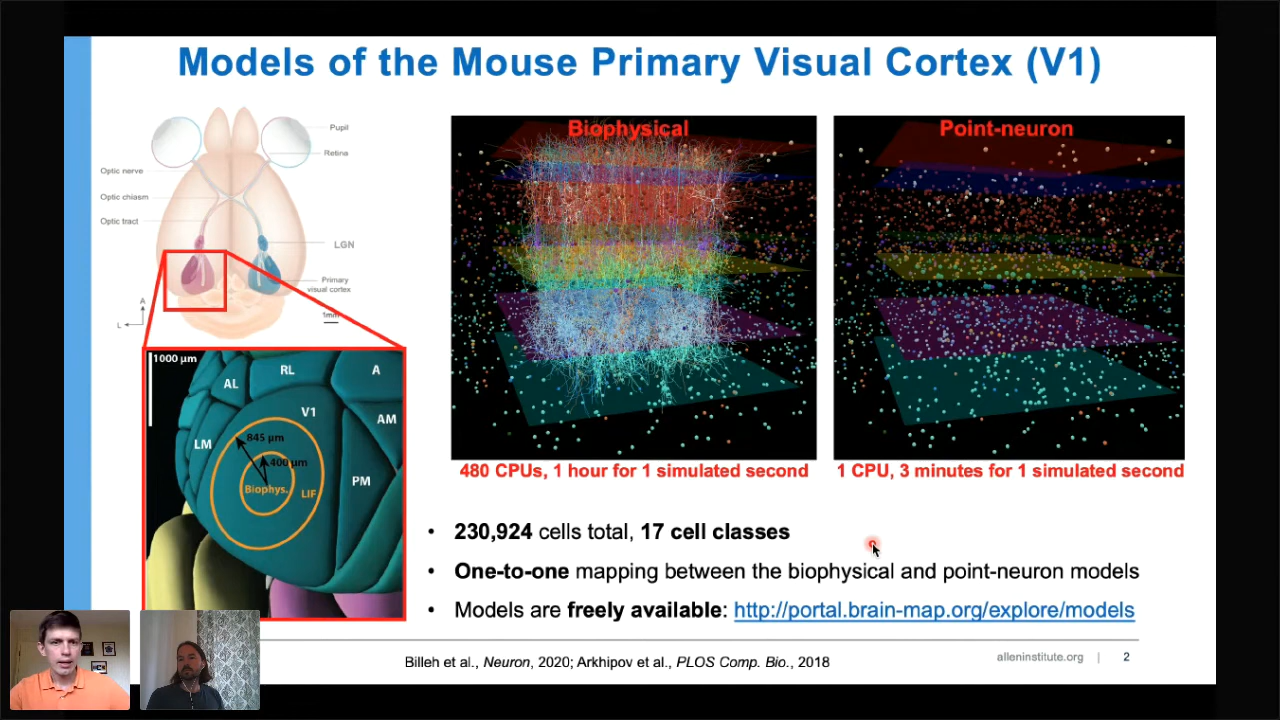 Models of the Mouse Primary Visual Cortex (V1)
Pupil
Retina
Optic nerve
Optic chiasm
Optic tract
LGN
Primary
visual cortex
A
L
1mm
1000 µm
AL
RL
A
V1
AM
LM
845 µm
400 µm
Biophys.
LIF
PM
Biophysical
Point-neuron
480 CPUs, 1 hour for 1 simulated second
1 CPU, 3 minutes for 1 simulated second
• 230,924 cells total, 17 cell classes
• One-to-one mapping between the biophysical and point-neuron models
• Models are freely available: http://portal.brain-map.org/explore/models
Billeh et al., Neuron, 2020; Arkhipov et al., PLOS Comp. Bio., 2018
alleninstitute.org | 2